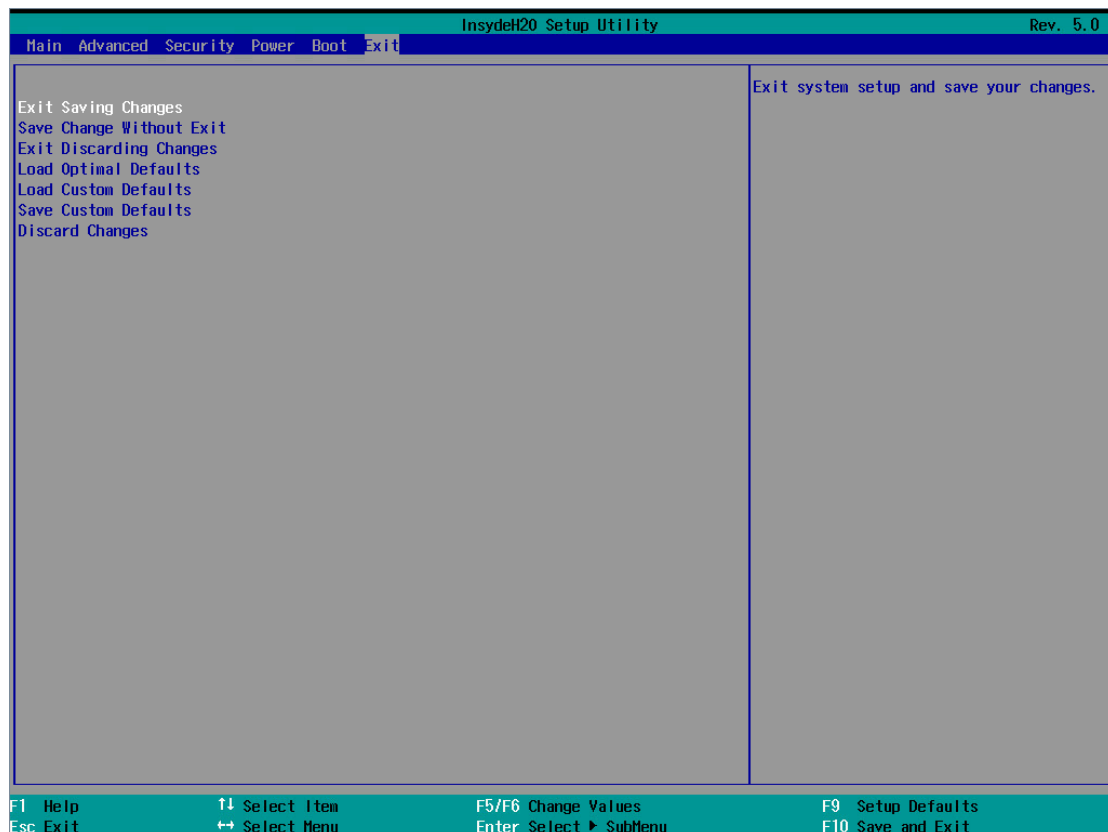 InsydeH20 Setup Utility Rev. 5.0
Main Advanced Security Power Boot Exit
Exit system setup and save your changes.
Exit Saving Changes
Save Change Without Exit
Exit Discarding Changes
Load Optimal Defaults
Load Custom Defaults
Save Custom Defaults
Discard Changes
F1 Help ↑↓ Select Item F5/F6 Change Values F9 Setup Defaults
Esc Exit ↔ Select Menu Enter Select ▶ SubMenu F10 Save and Exit